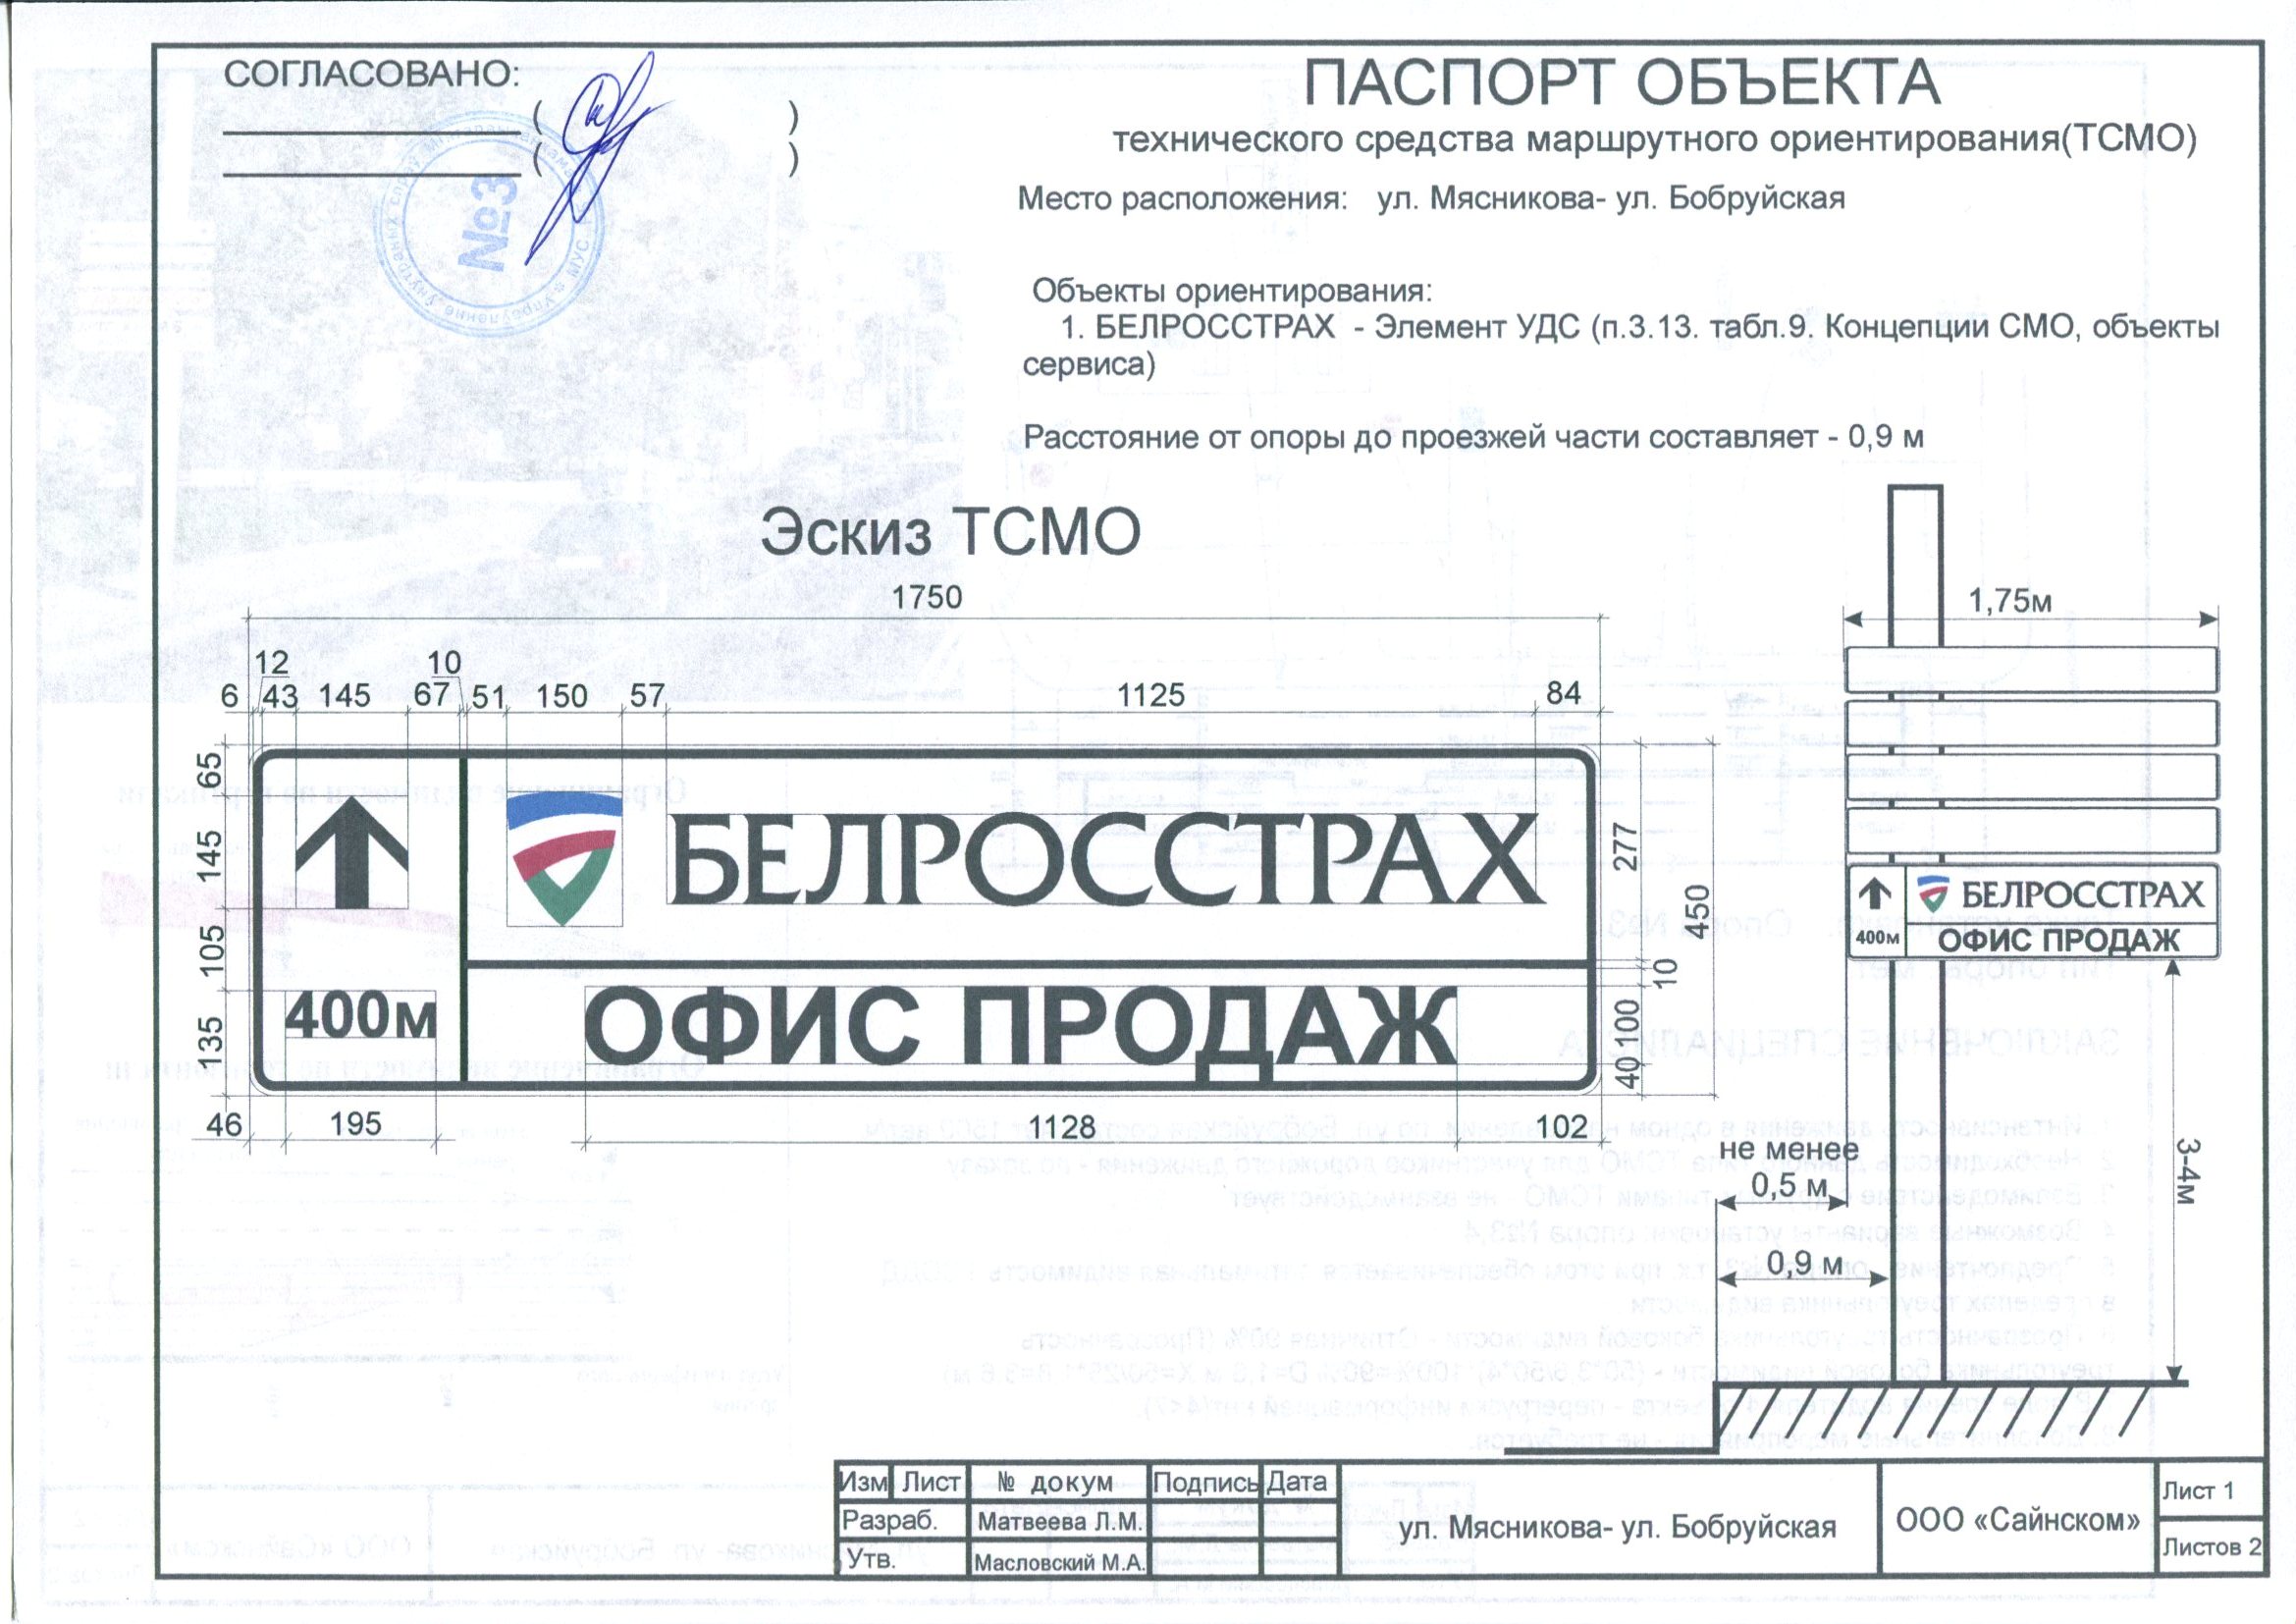 СОГЛАСОВАНО:
( )
( )
№3
ПАСПОРТ ОБЪЕКТА
технического средства маршрутного ориентирования(ТСМО)
Место расположения: ул. Мясникова- ул. Бобруйская
Объекты ориентирования:
1. БЕЛРОССТРАХ - Элемент УДС (п.3.13. табл.9. Концепции СМО, объекты
сервиса)
Расстояние от опоры до проезжей части составляет - 0,9 м
Эскиз ТСМО
1750
12 10
6 43 145 67 51 150 57 1125 84
65
145
105
135
БЕЛРОССТРАХ
400м
ОФИС ПРОДАЖ
277
450
10
100
40
46 195 1128 102
1,75м
БЕЛРОССТРАХ
400м ОФИС ПРОДАЖ
не менее
0,5 м
0,9 м
3-4м
Изм Лист № докум Подпись Дата
Разраб. Матвеева Л.М.
Утв. Масловский М.А.
ул. Мясникова- ул. Бобруйская
ООО «Сайнском»
Лист 1
Листов 2